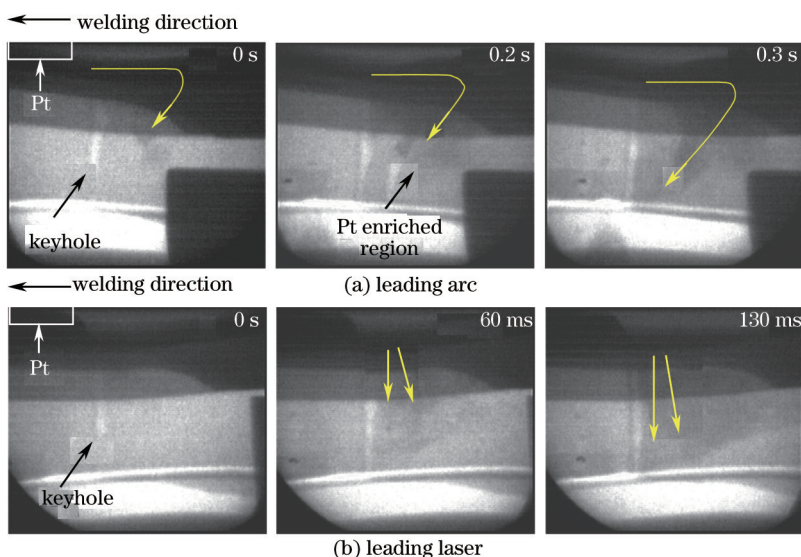 welding direction
0 s
0.2 s
0.3 s
Pt
keyhole
Pt enriched
region
(a) leading arc
welding direction
0 s
60 ms
130 ms
Pt
keyhole
(b) leading laser